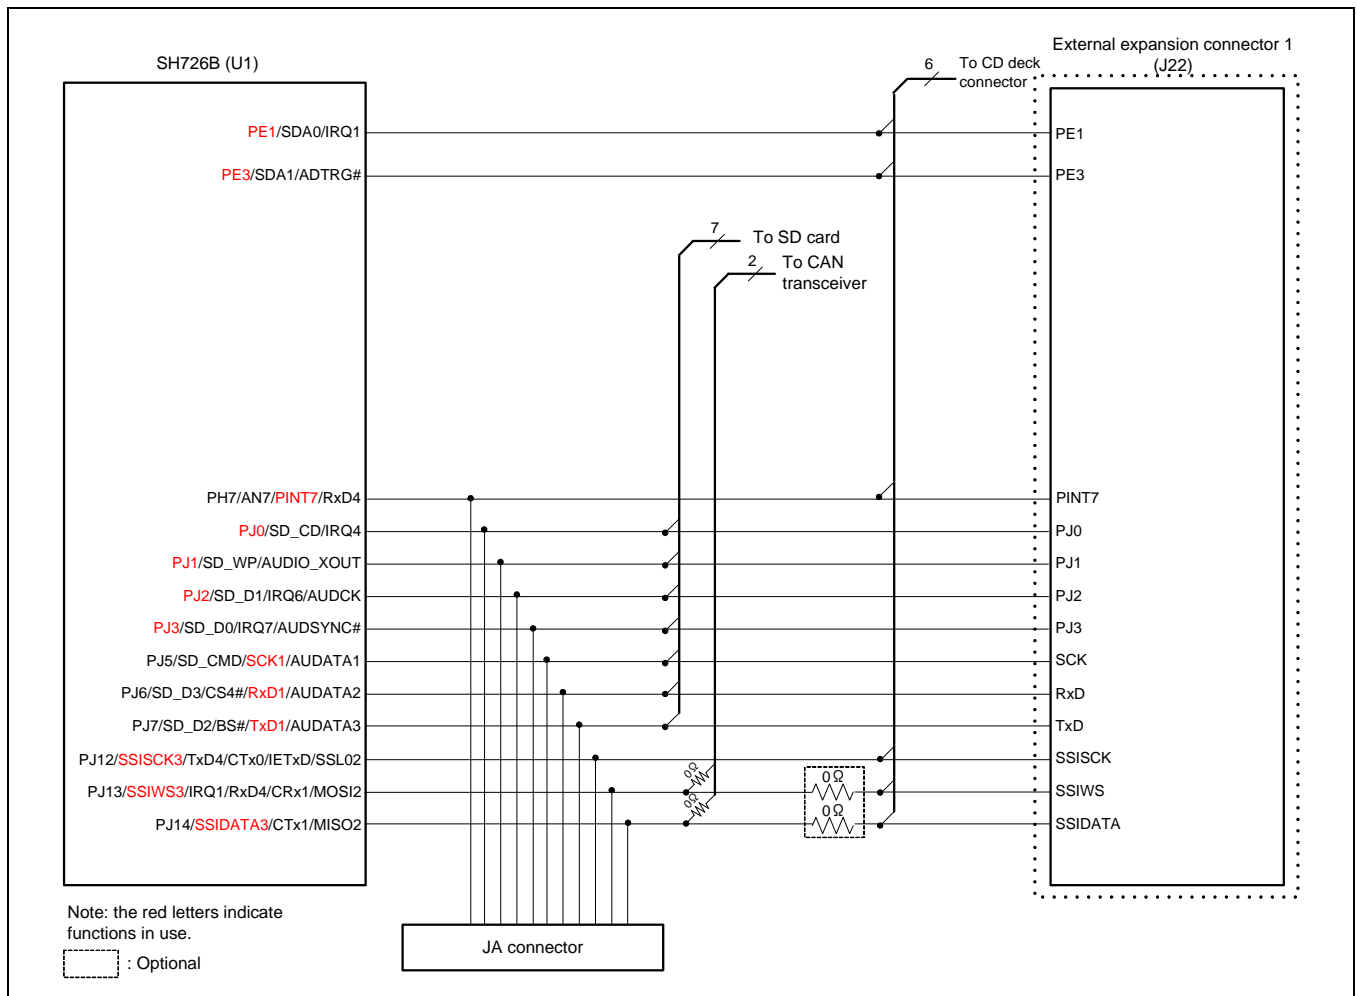 SH726B (U1)
External expansion connector 1
(J22)
6
To CD deck
connector
PE1/SDA0/IRQ1
PE1
PE3/SDA1/ADTRG#
PE3
7
To SD card
2
To CAN
transceiver
PH7/AN7/PINT7/RxD4
PINT7
PJ0/SD_CD/IRQ4
PJ0
PJ1/SD_WP/AUDIO_XOUT
PJ1
PJ2/SD_D1/IRQ6/AUDCK
PJ2
PJ3/SD_D0/IRQ7/AUDSYNC#
PJ3
PJ5/SD_CMD/SCK1/AUDATA1
SCK
PJ6/SD_D3/CS4#/RxD1/AUDATA2
RxD
PJ7/SD_D2/BS#/TxD1/AUDATA3
TxD
PJ12/SSISCK3/TxD4/CTx0/IETxD/SSL02
SSISCK
0Ω
0Ω
PJ13/SSIWS3/IRQ1/RxD4/CRx1/MOSI2
SSIWS
0Ω
0Ω
PJ14/SSIDATA3/CTx1/MISO2
SSIDATA
Note: the red letters indicate
functions in use.
: Optional
JA connector